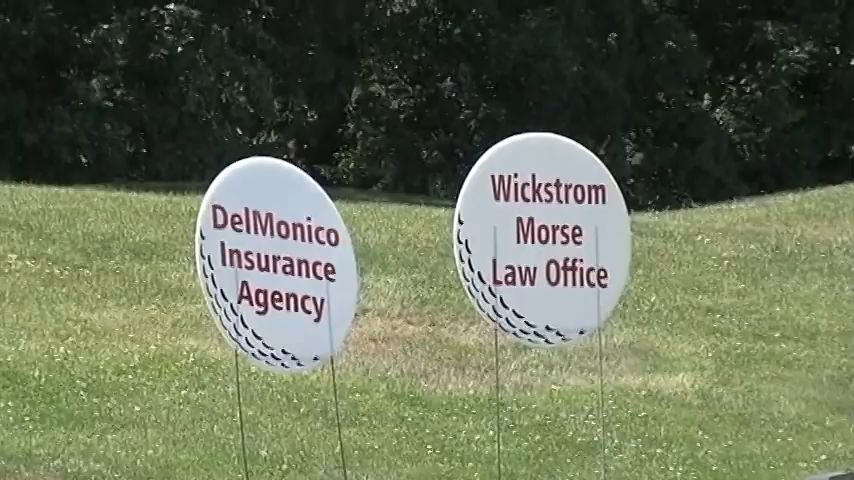 DelMonico
Insurance
Agency
Wickstrom
Morse
Law Office